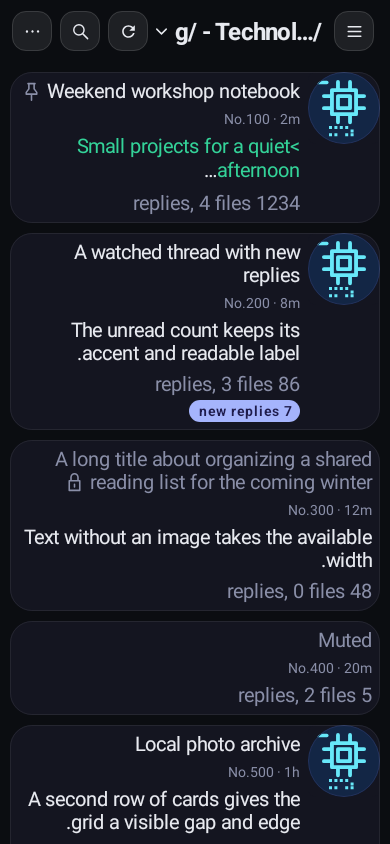 g/ - Technol.../
Weekend workshop notebook
No.100 · 2m
Small projects for a quiet<
...afternoon
replies, 4 files 1234
A watched thread with new
replies
No.200 · 8m
The unread count keeps its
.accent and readable label
replies, 3 files 86
new replies 7
A long title about organizing a shared
reading list for the coming winter
No.300 · 12m
Text without an image takes the available
.width
replies, 0 files 48
Muted
No.400 · 20m
replies, 2 files 5
Local photo archive
No.500 · 1h
A second row of cards gives the
.grid a visible gap and edge